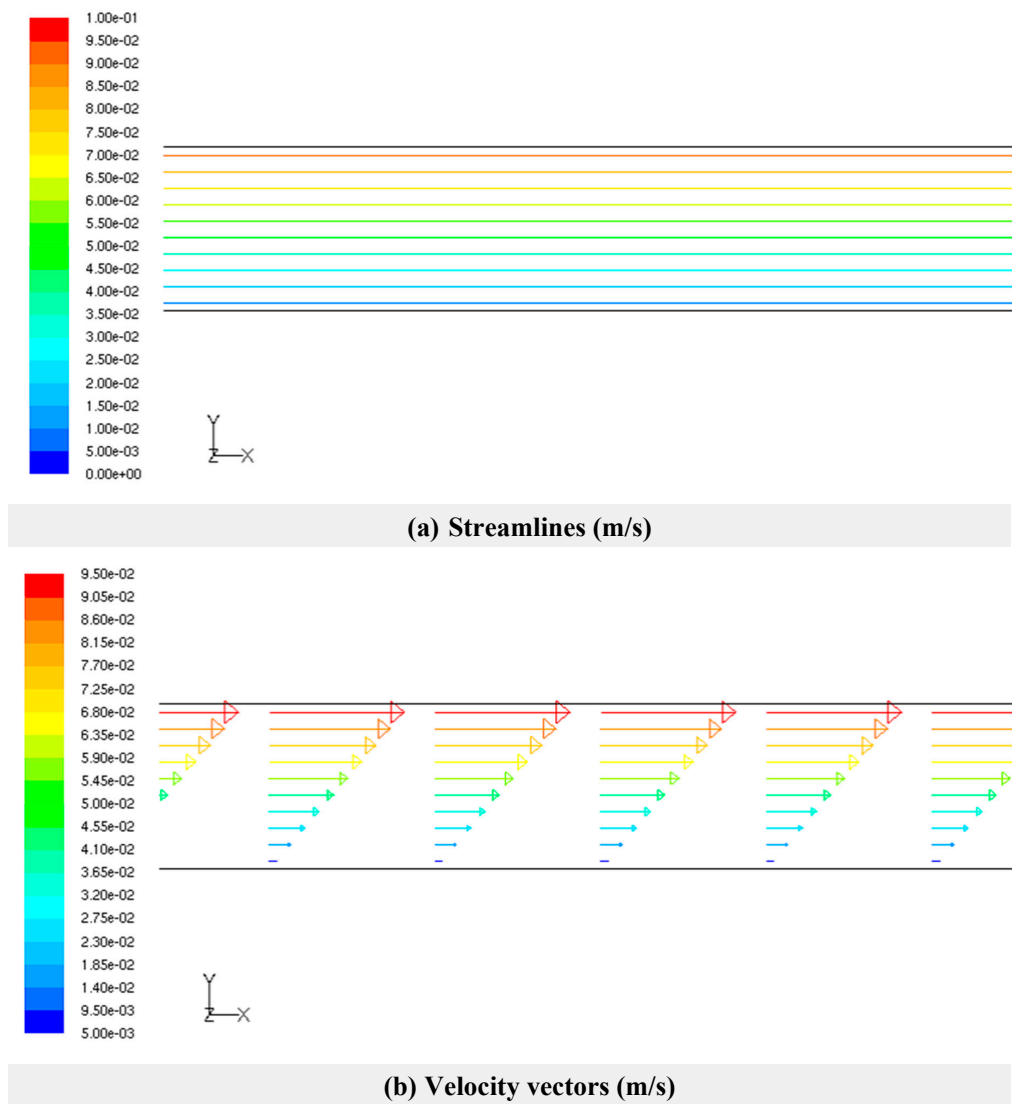 1.00e-01
9.50e-02
9.00e-02
8.50e-02
8.00e-02
7.50e-02
7.00e-02
6.50e-02
6.00e-02
5.50e-02
5.00e-02
4.50e-02
4.00e-02
3.50e-02
3.00e-02
2.50e-02
2.00e-02
1.50e-02
1.00e-02
5.00e-03
0.00e+00
Y
Z X
(a) Streamlines (m/s)
9.50e-02
9.05e-02
8.60e-02
8.15e-02
7.70e-02
7.25e-02
6.80e-02
6.35e-02
5.90e-02
5.45e-02
5.00e-02
4.55e-02
4.10e-02
3.65e-02
3.20e-02
2.75e-02
2.30e-02
1.85e-02
1.40e-02
9.50e-03
5.00e-03
Y
Z X
(b) Velocity vectors (m/s)